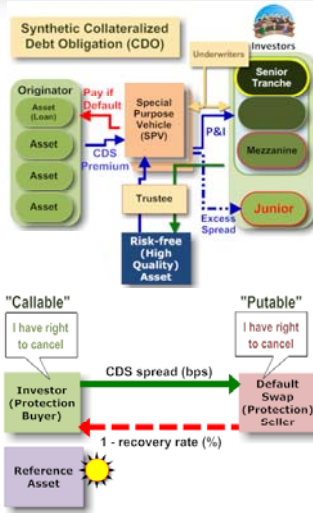 Synthetic Collateralized
Debt Obligation (CDO)
Underwriters
Investors
Originator
Asset
(Loan)
Asset
Asset
Asset
Pay if
Default
CDS
Premium
Special
Purpose
Vehicle
(SPV)
P&I
Senior
Tranche
Mezzanine
Junior
Trustee
Excess
Spread
Risk-free
(High
Quality)
Asset
"Callable"
"Putable"
I have right
to cancel
I have right
to cancel
CDS spread (bps)
Investor
(Protection
Buyer)
Default
Swap
(Protection)
Seller
1 - recovery rate (%)
Reference
Asset